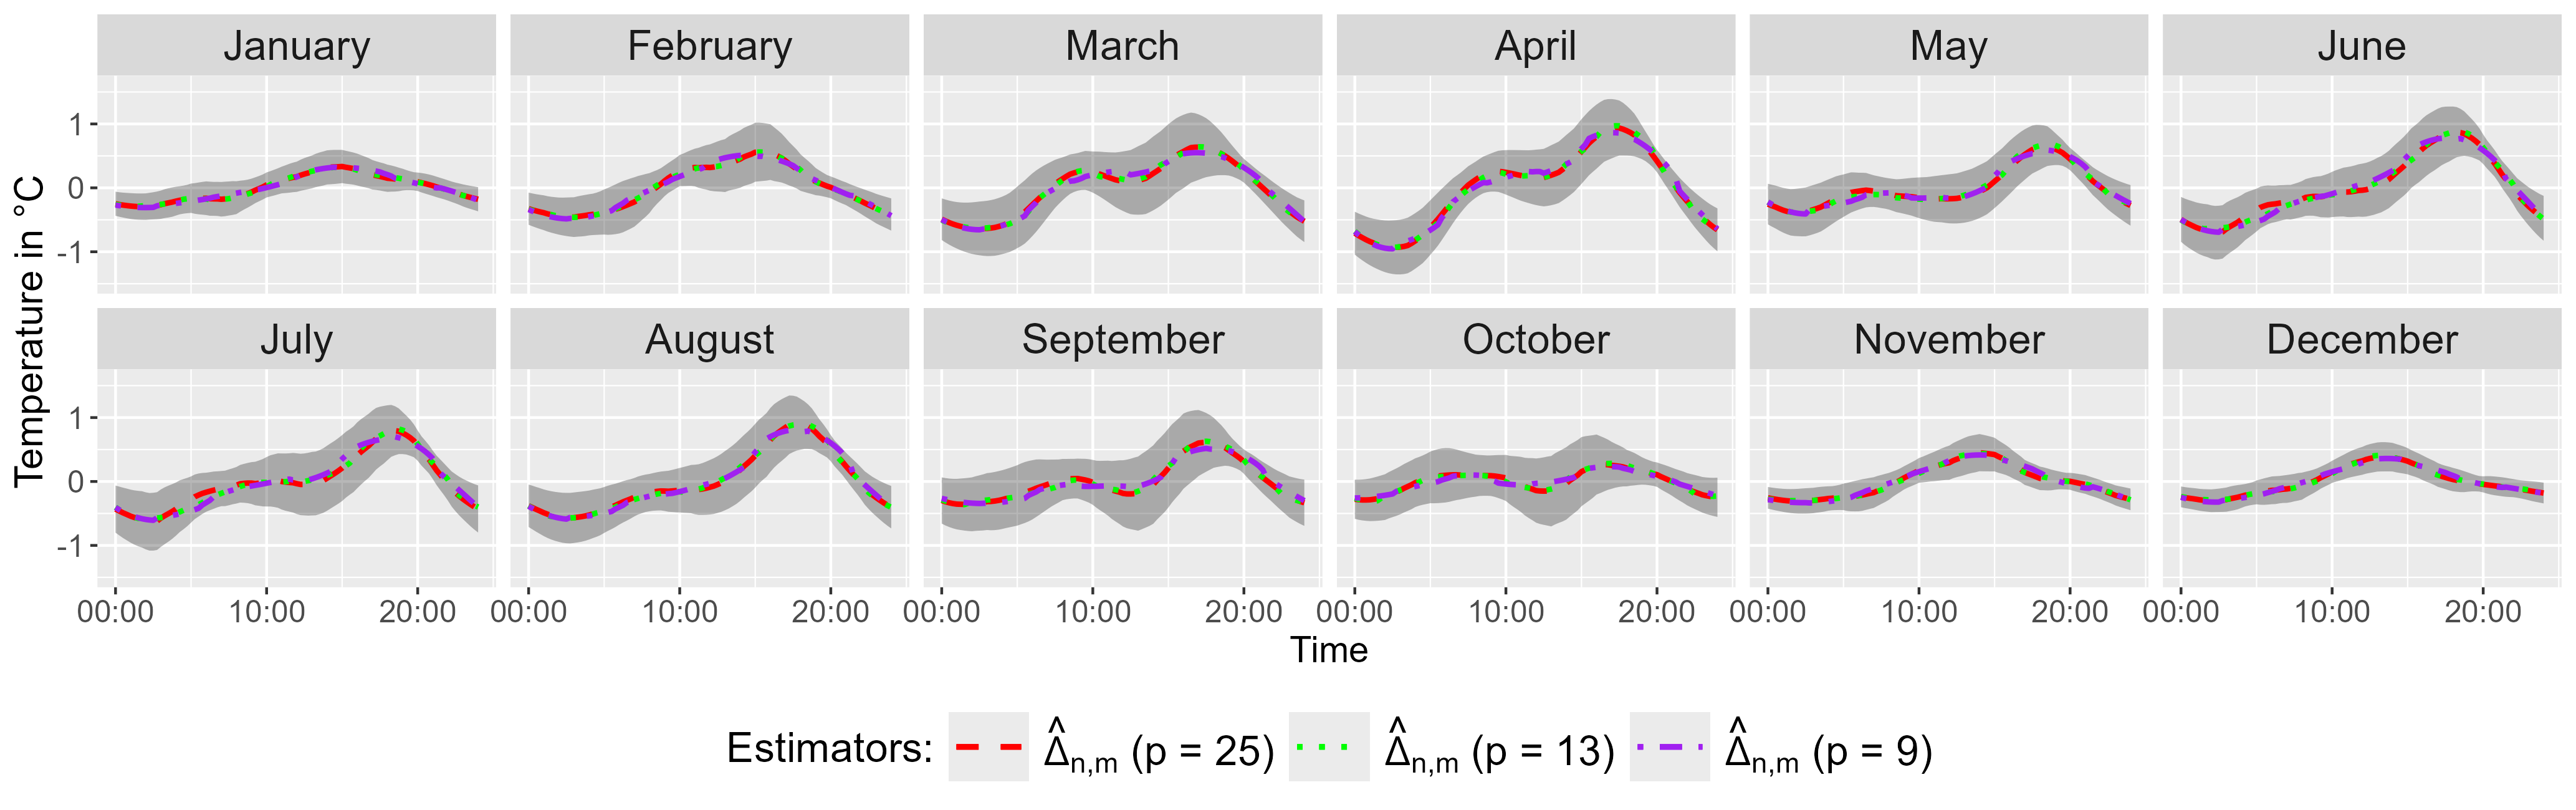 January February March April May June
1
0
-1
Temperature in °C
July August September October November December
1
0
-1
00:00 10:00 20:00 00:00 10:00 20:00 00:00 10:00 20:00 00:00 10:00 20:00 00:00 10:00 20:00 00:00 10:00 20:00
Time
Estimators: Δ̂n,m (p = 25) Δ̂n,m (p = 13) Δ̂n,m (p = 9)